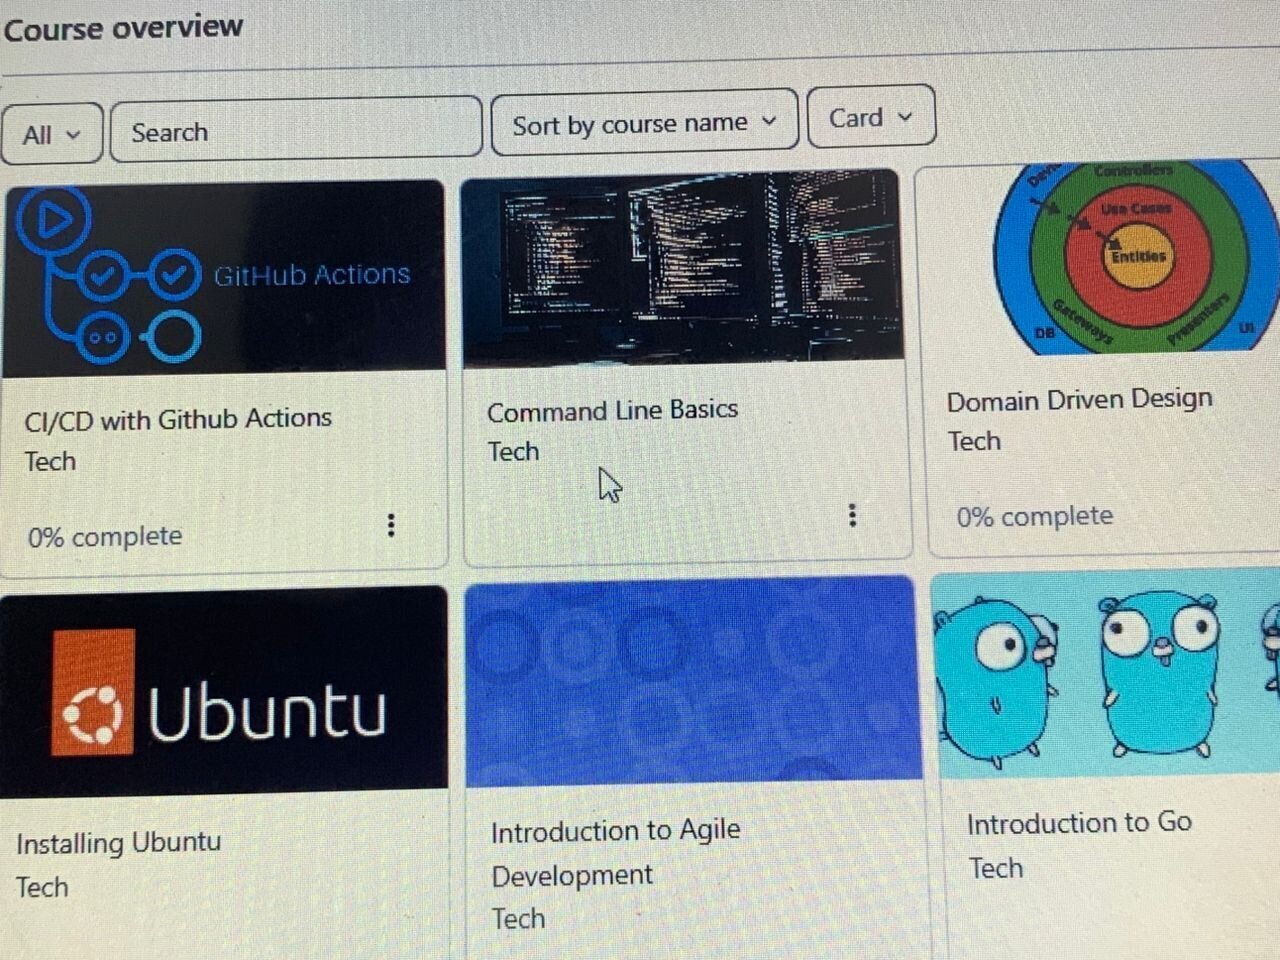 Course overview
All
Search
Sort by course name
Card
GitHub Actions
Controllers
Use Cases
Entities
Gateways
Presenters
DB
UI
CI/CD with Github Actions
Tech
0% complete
Command Line Basics
Tech
Domain Driven Design
Tech
0% complete
Ubuntu
Installing Ubuntu
Tech
Introduction to Agile
Development
Tech
Introduction to Go
Tech